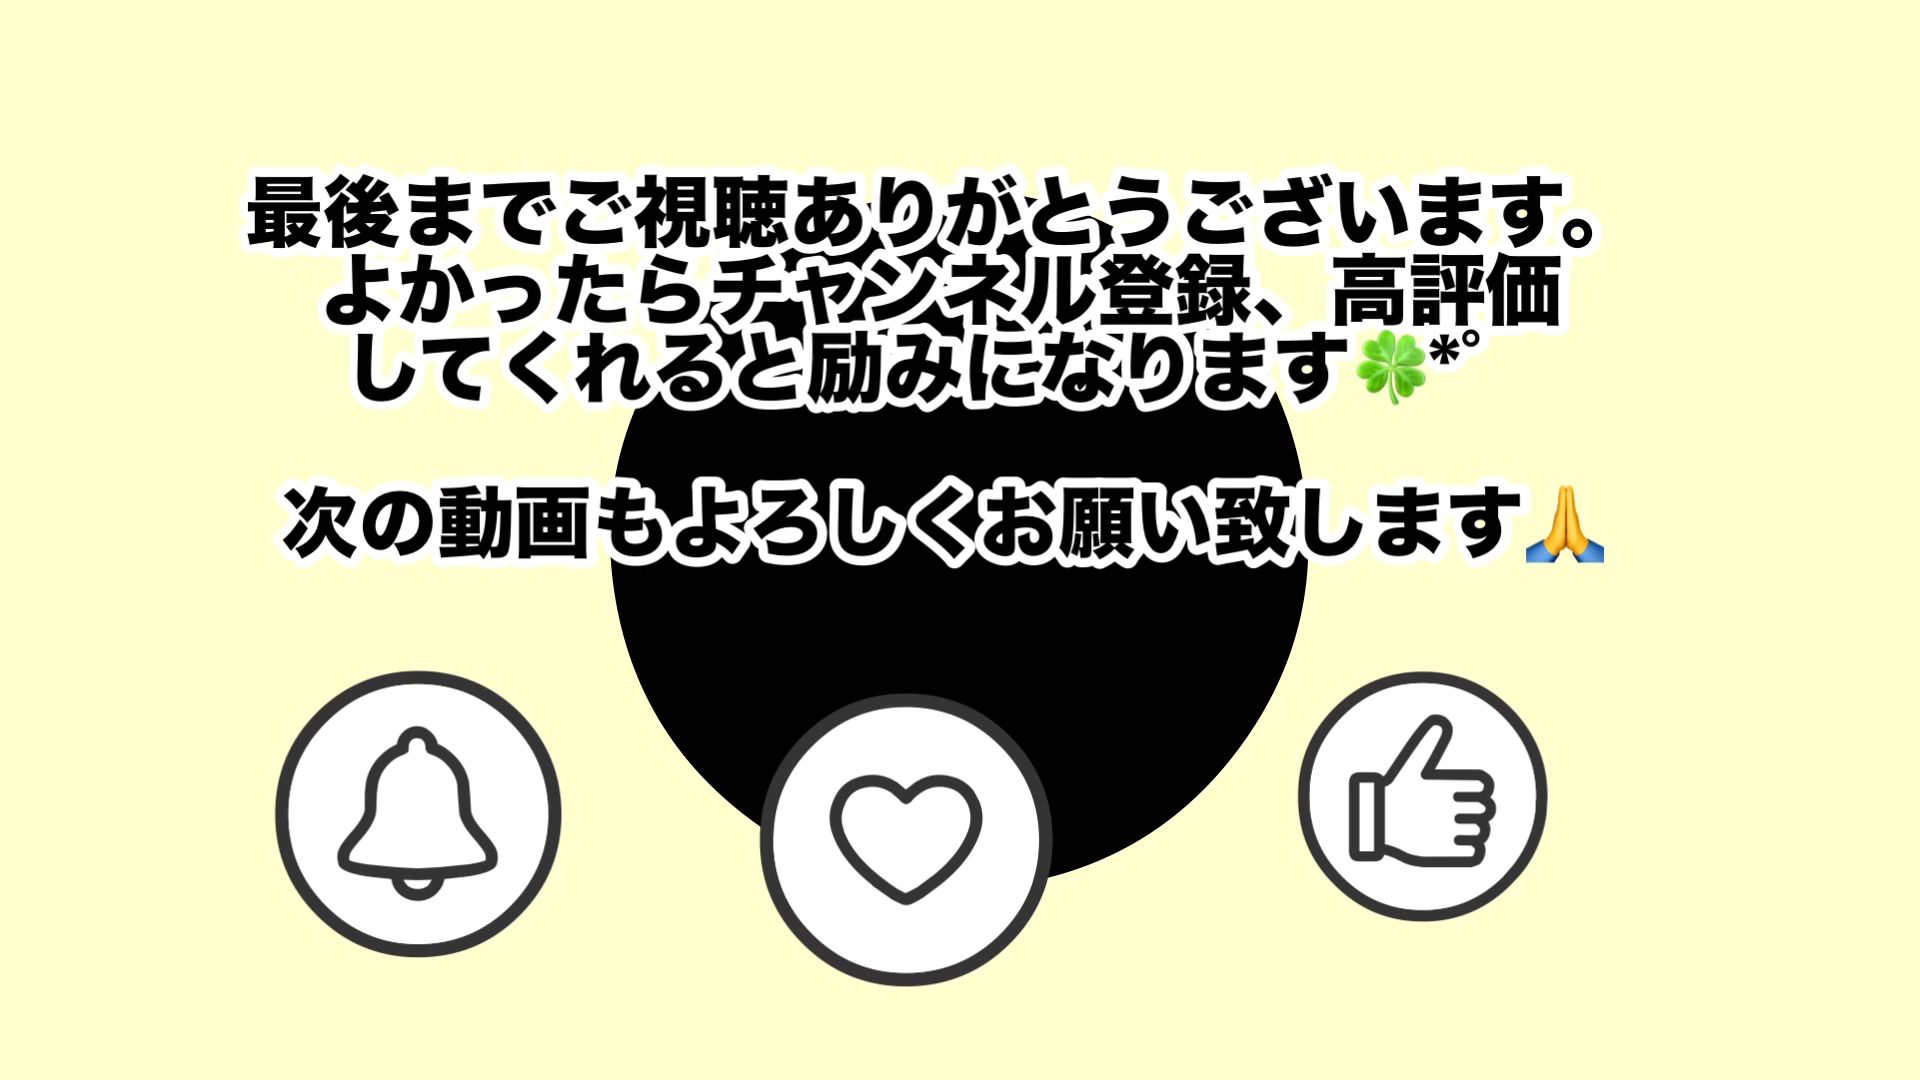 最後までご視聴ありがとうございます。
よかったらチャンネル登録、高評価
してくれると励みになります🍀*ﾟ
次の動画もよろしくお願い致します🙏